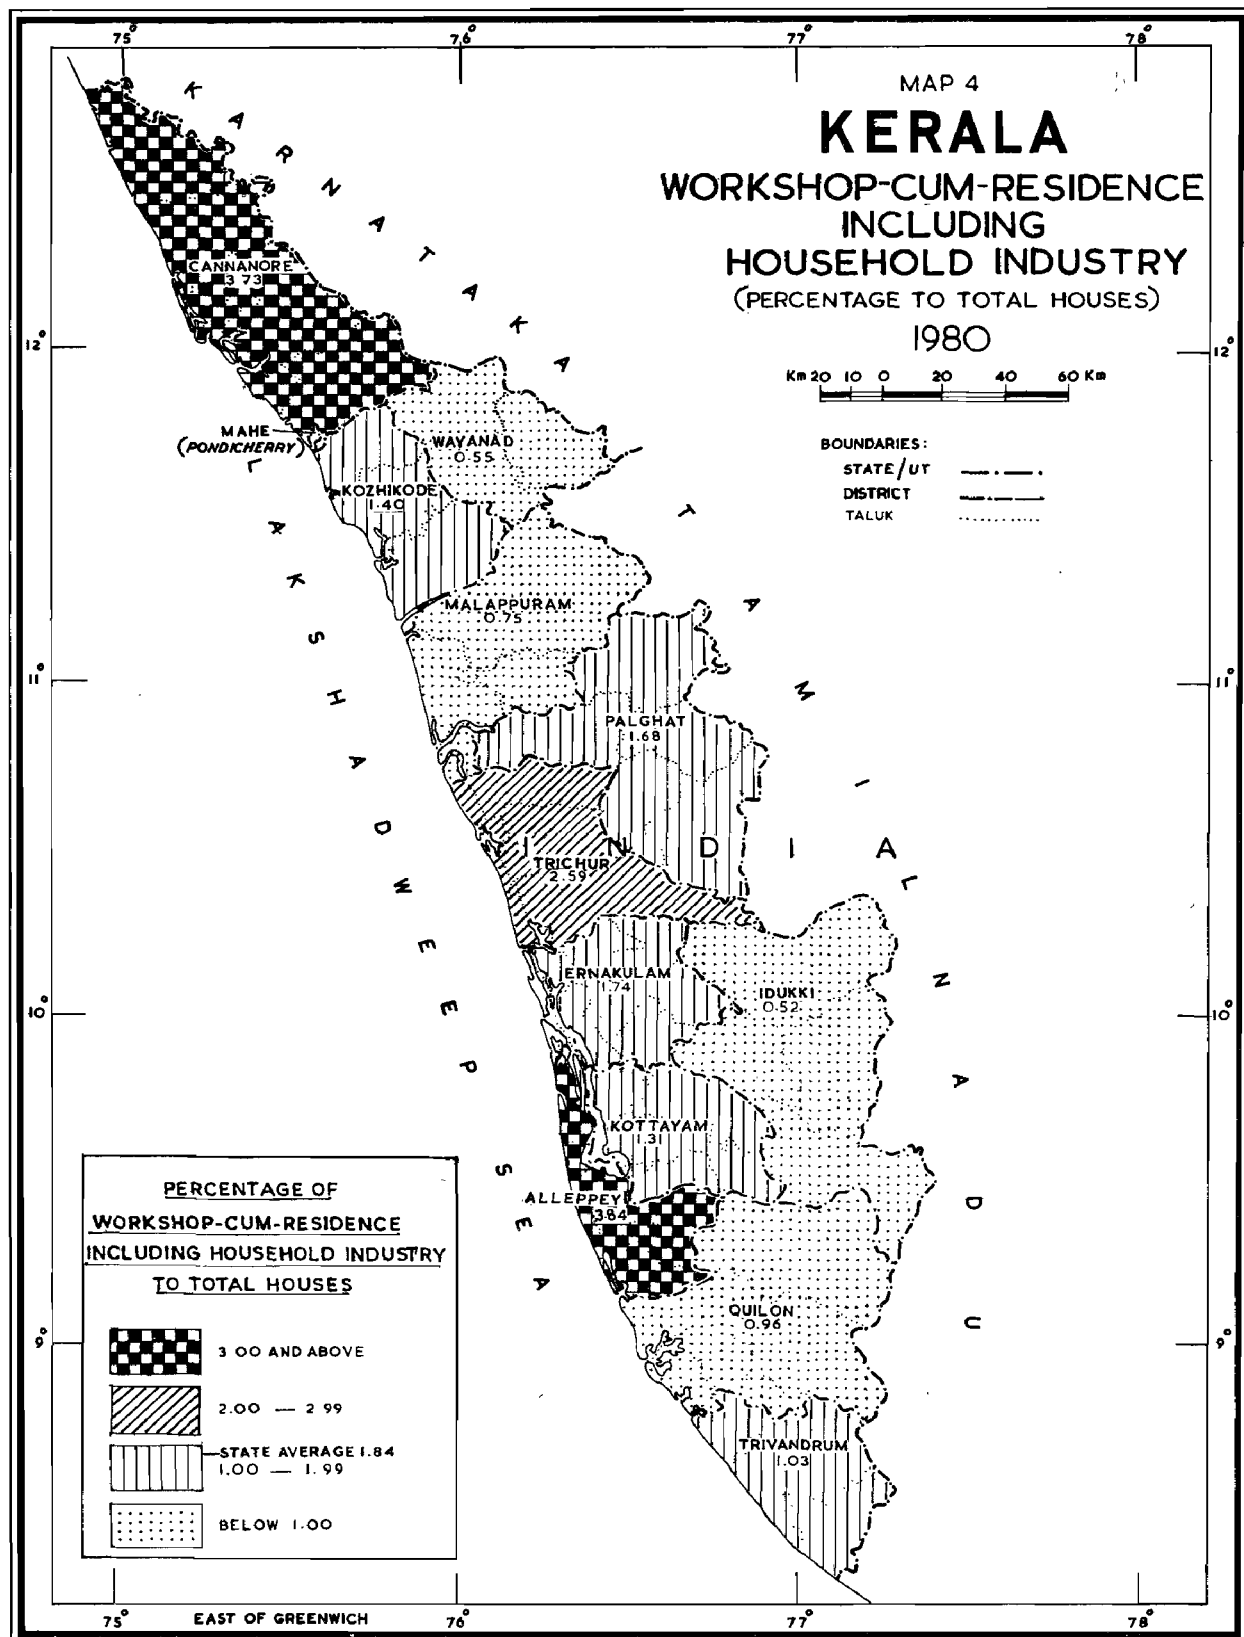 75° 76° 77° 78°
MAP 4
KERALA
WORKSHOP-CUM-RESIDENCE
INCLUDING
HOUSEHOLD INDUSTRY
(PERCENTAGE TO TOTAL HOUSES)
1980
Km 20 10 0 20 40 60 Km
BOUNDARIES:
STATE/UT
DISTRICT
TALUK
KARNATAKA
TAMIL NADU
LAKSHADWEEP SEA
INDIA
12° 12°
11° 11°
10° 10°
9° 9°
CANNANORE
3.73
MAHE
(PONDICHERRY)
WAYANAD
0.55
KOZHIKODE
1.40
MALAPPURAM
0.75
PALGHAT
1.68
TRICHUR
2.59
ERNAKULAM
1.74
IDUKKI
0.52
KOTTAYAM
1.31
ALLEPPEY
3.84
QUILON
0.96
TRIVANDRUM
1.03
PERCENTAGE OF
WORKSHOP-CUM-RESIDENCE
INCLUDING HOUSEHOLD INDUSTRY
TO TOTAL HOUSES
3.00 AND ABOVE
2.00 — 2.99
STATE AVERAGE 1.84
1.00 — 1.99
BELOW 1.00
75° EAST OF GREENWICH 76° 77° 78°